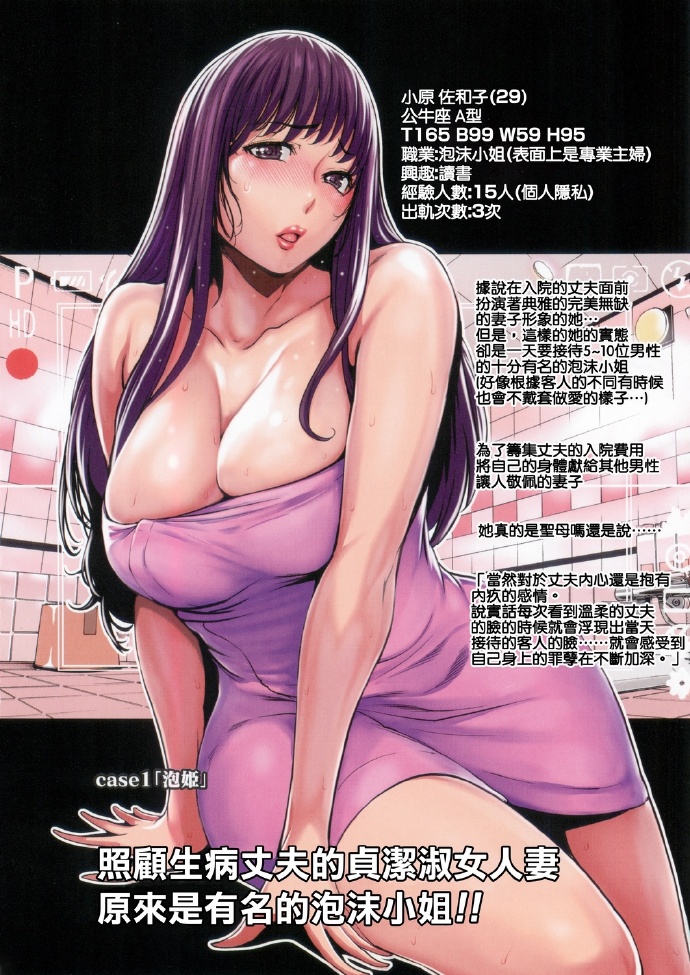 小原 佐和子(29)
公牛座 A型
T165 B99 W59 H95
職業:泡沫小姐(表面上是專業主婦)
興趣:讀書
經驗人數:15人(個人隱私)
出軌次數:3次
P
HD
據說在入院的丈夫面前
扮演著典雅的完美無缺
的妻子形象的她…
但是，這樣的她的實態
卻是一天要接待5~10位男性
的十分有名的泡沫小姐
(好像根據客人的不同有時候
也會不戴套做愛的樣子…)
為了籌集丈夫的入院費用
將自己的身體獻給其他男性
讓人敬佩的妻子
她真的是聖母嗎還是說……
「當然對於丈夫內心還是抱有
內疚的感情。
說實話每次看到溫柔的丈夫
的臉的時候就會浮現出當天
接待的客人的臉……就會感受到
自己身上的罪孽在不斷加深。」
case1「泡姬」
照顧生病丈夫的貞潔淑女人妻
原來是有名的泡沫小姐!!